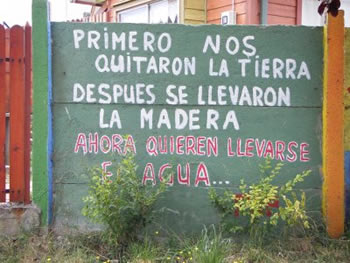 PRIMERO NOS
QUITARON LA TIERRA
DESPUES SE LLEVARON
LA MADERA
AHORA QUIEREN LLEVARSE
EL AGUA...